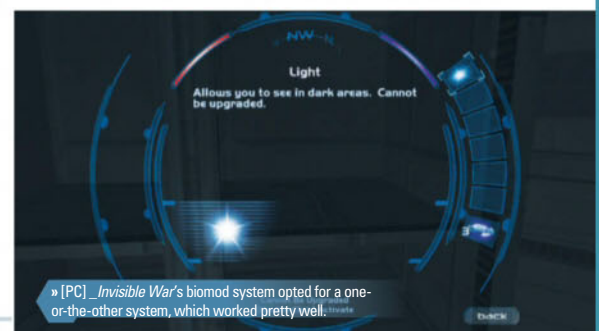 NW N
Light
Allows you to see in dark areas. Cannot
be upgraded.
3
» [PC] _Invisible War's biomod system opted for a one-
or-the-other system, which worked pretty well.
back